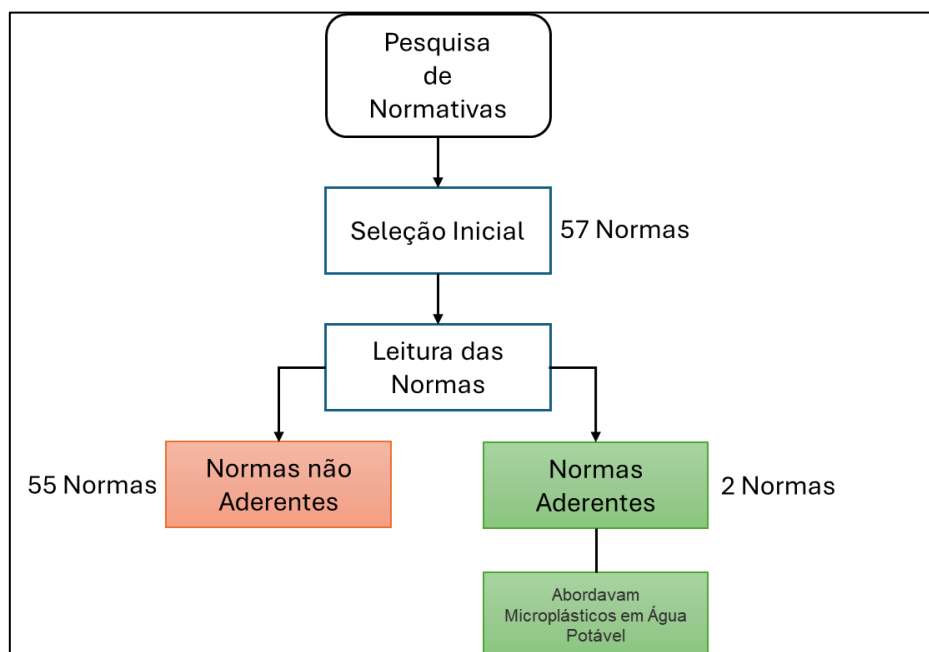 Pesquisa
de
Normativas
Seleção Inicial
57 Normas
Leitura das
Normas
55 Normas
Normas não
Aderentes
Normas
Aderentes
2 Normas
Abordavam
Microplásticos em Água
Potável